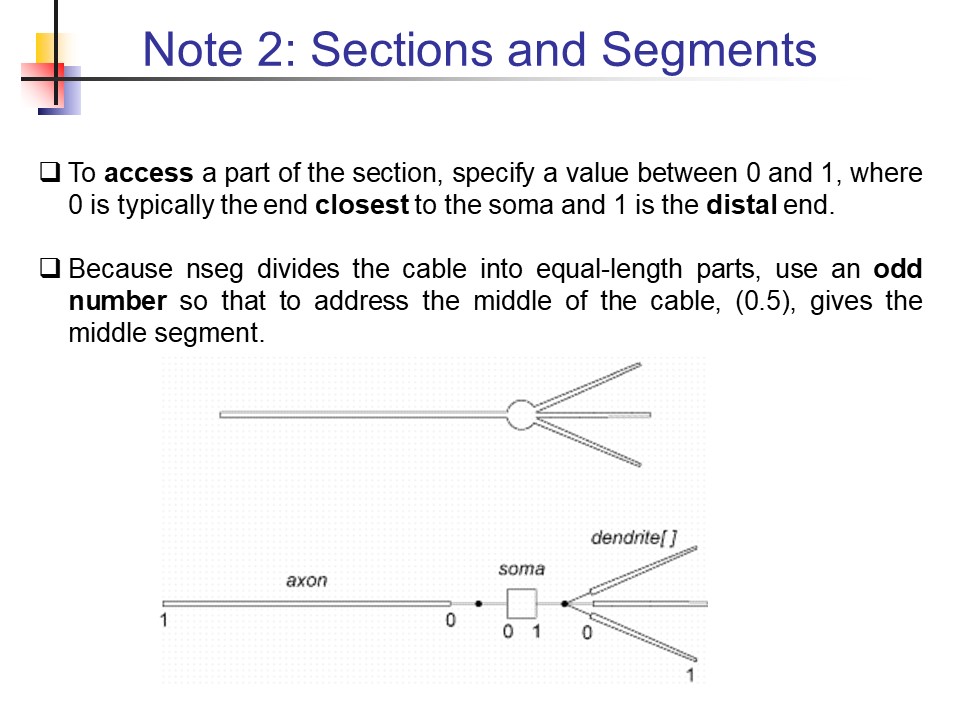 Note 2: Sections and Segments
❑ To access a part of the section, specify a value between 0 and 1, where
0 is typically the end closest to the soma and 1 is the distal end.
❑ Because nseg divides the cable into equal-length parts, use an odd
number so that to address the middle of the cable, (0.5), gives the
middle segment.
dendrite[ ]
soma
axon
1
0
0 1
0
1